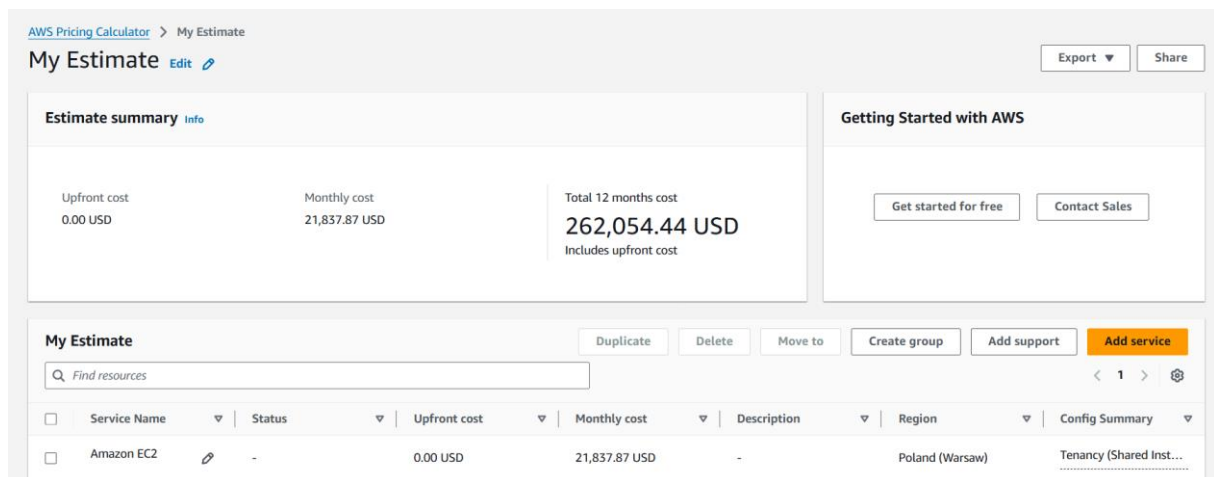 AWS Pricing Calculator > My Estimate
My Estimate Edit
Export ▼ Share
Estimate summary Info
Getting Started with AWS
Upfront cost Monthly cost Total 12 months cost
0.00 USD 21,837.87 USD 262,054.44 USD
Includes upfront cost
Get started for free Contact Sales
My Estimate Duplicate Delete Move to Create group Add support Add service
Find resources
< 1 >
Service Name Status Upfront cost Monthly cost Description Region Config Summary
Amazon EC2 - 0.00 USD 21,837.87 USD - Poland (Warsaw) Tenancy (Shared Inst...